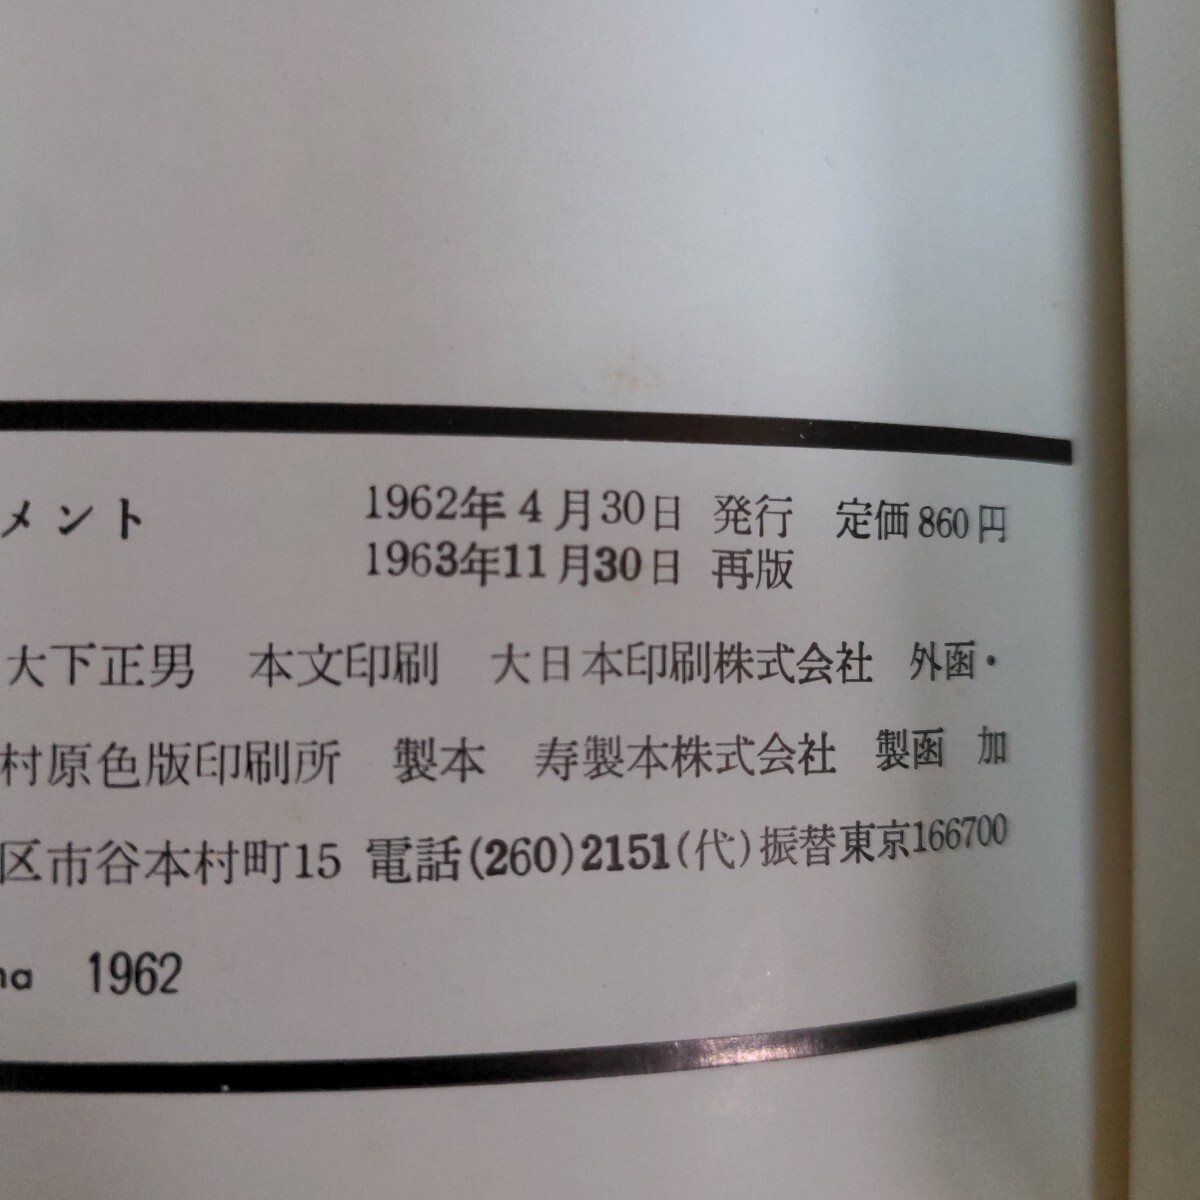 メント 1962年4月30日 発行 定価860円
1963年11月30日 再版
大下正男 本文印刷 大日本印刷株式会社 外函・
村原色版印刷所 製本 寿製本株式会社 製函 加
区市谷本村町15 電話(260)2151(代)振替東京166700
na 1962